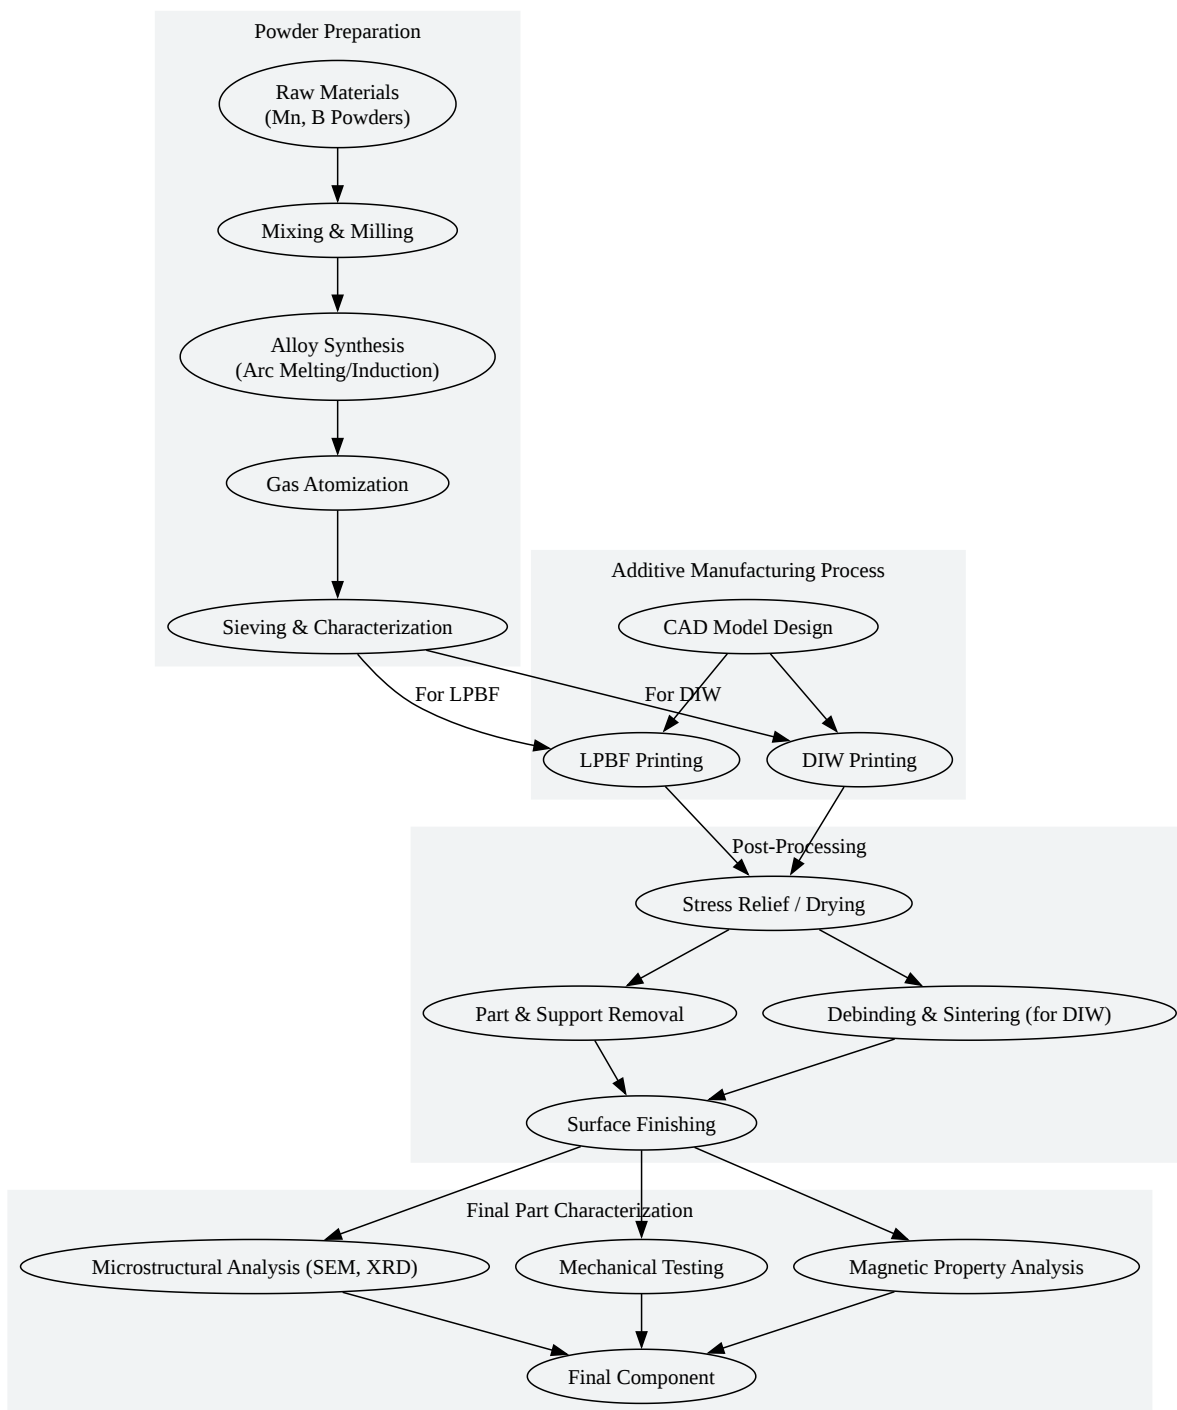 Powder Preparation
Raw Materials
(Mn, B Powders)
Mixing & Milling
Alloy Synthesis
(Arc Melting/Induction)
Gas Atomization
Sieving & Characterization
Additive Manufacturing Process
CAD Model Design
For LPBF
For DIW
LPBF Printing
DIW Printing
Post-Processing
Stress Relief / Drying
Part & Support Removal
Debinding & Sintering (for DIW)
Surface Finishing
Final Part Characterization
Microstructural Analysis (SEM, XRD)
Mechanical Testing
Magnetic Property Analysis
Final Component